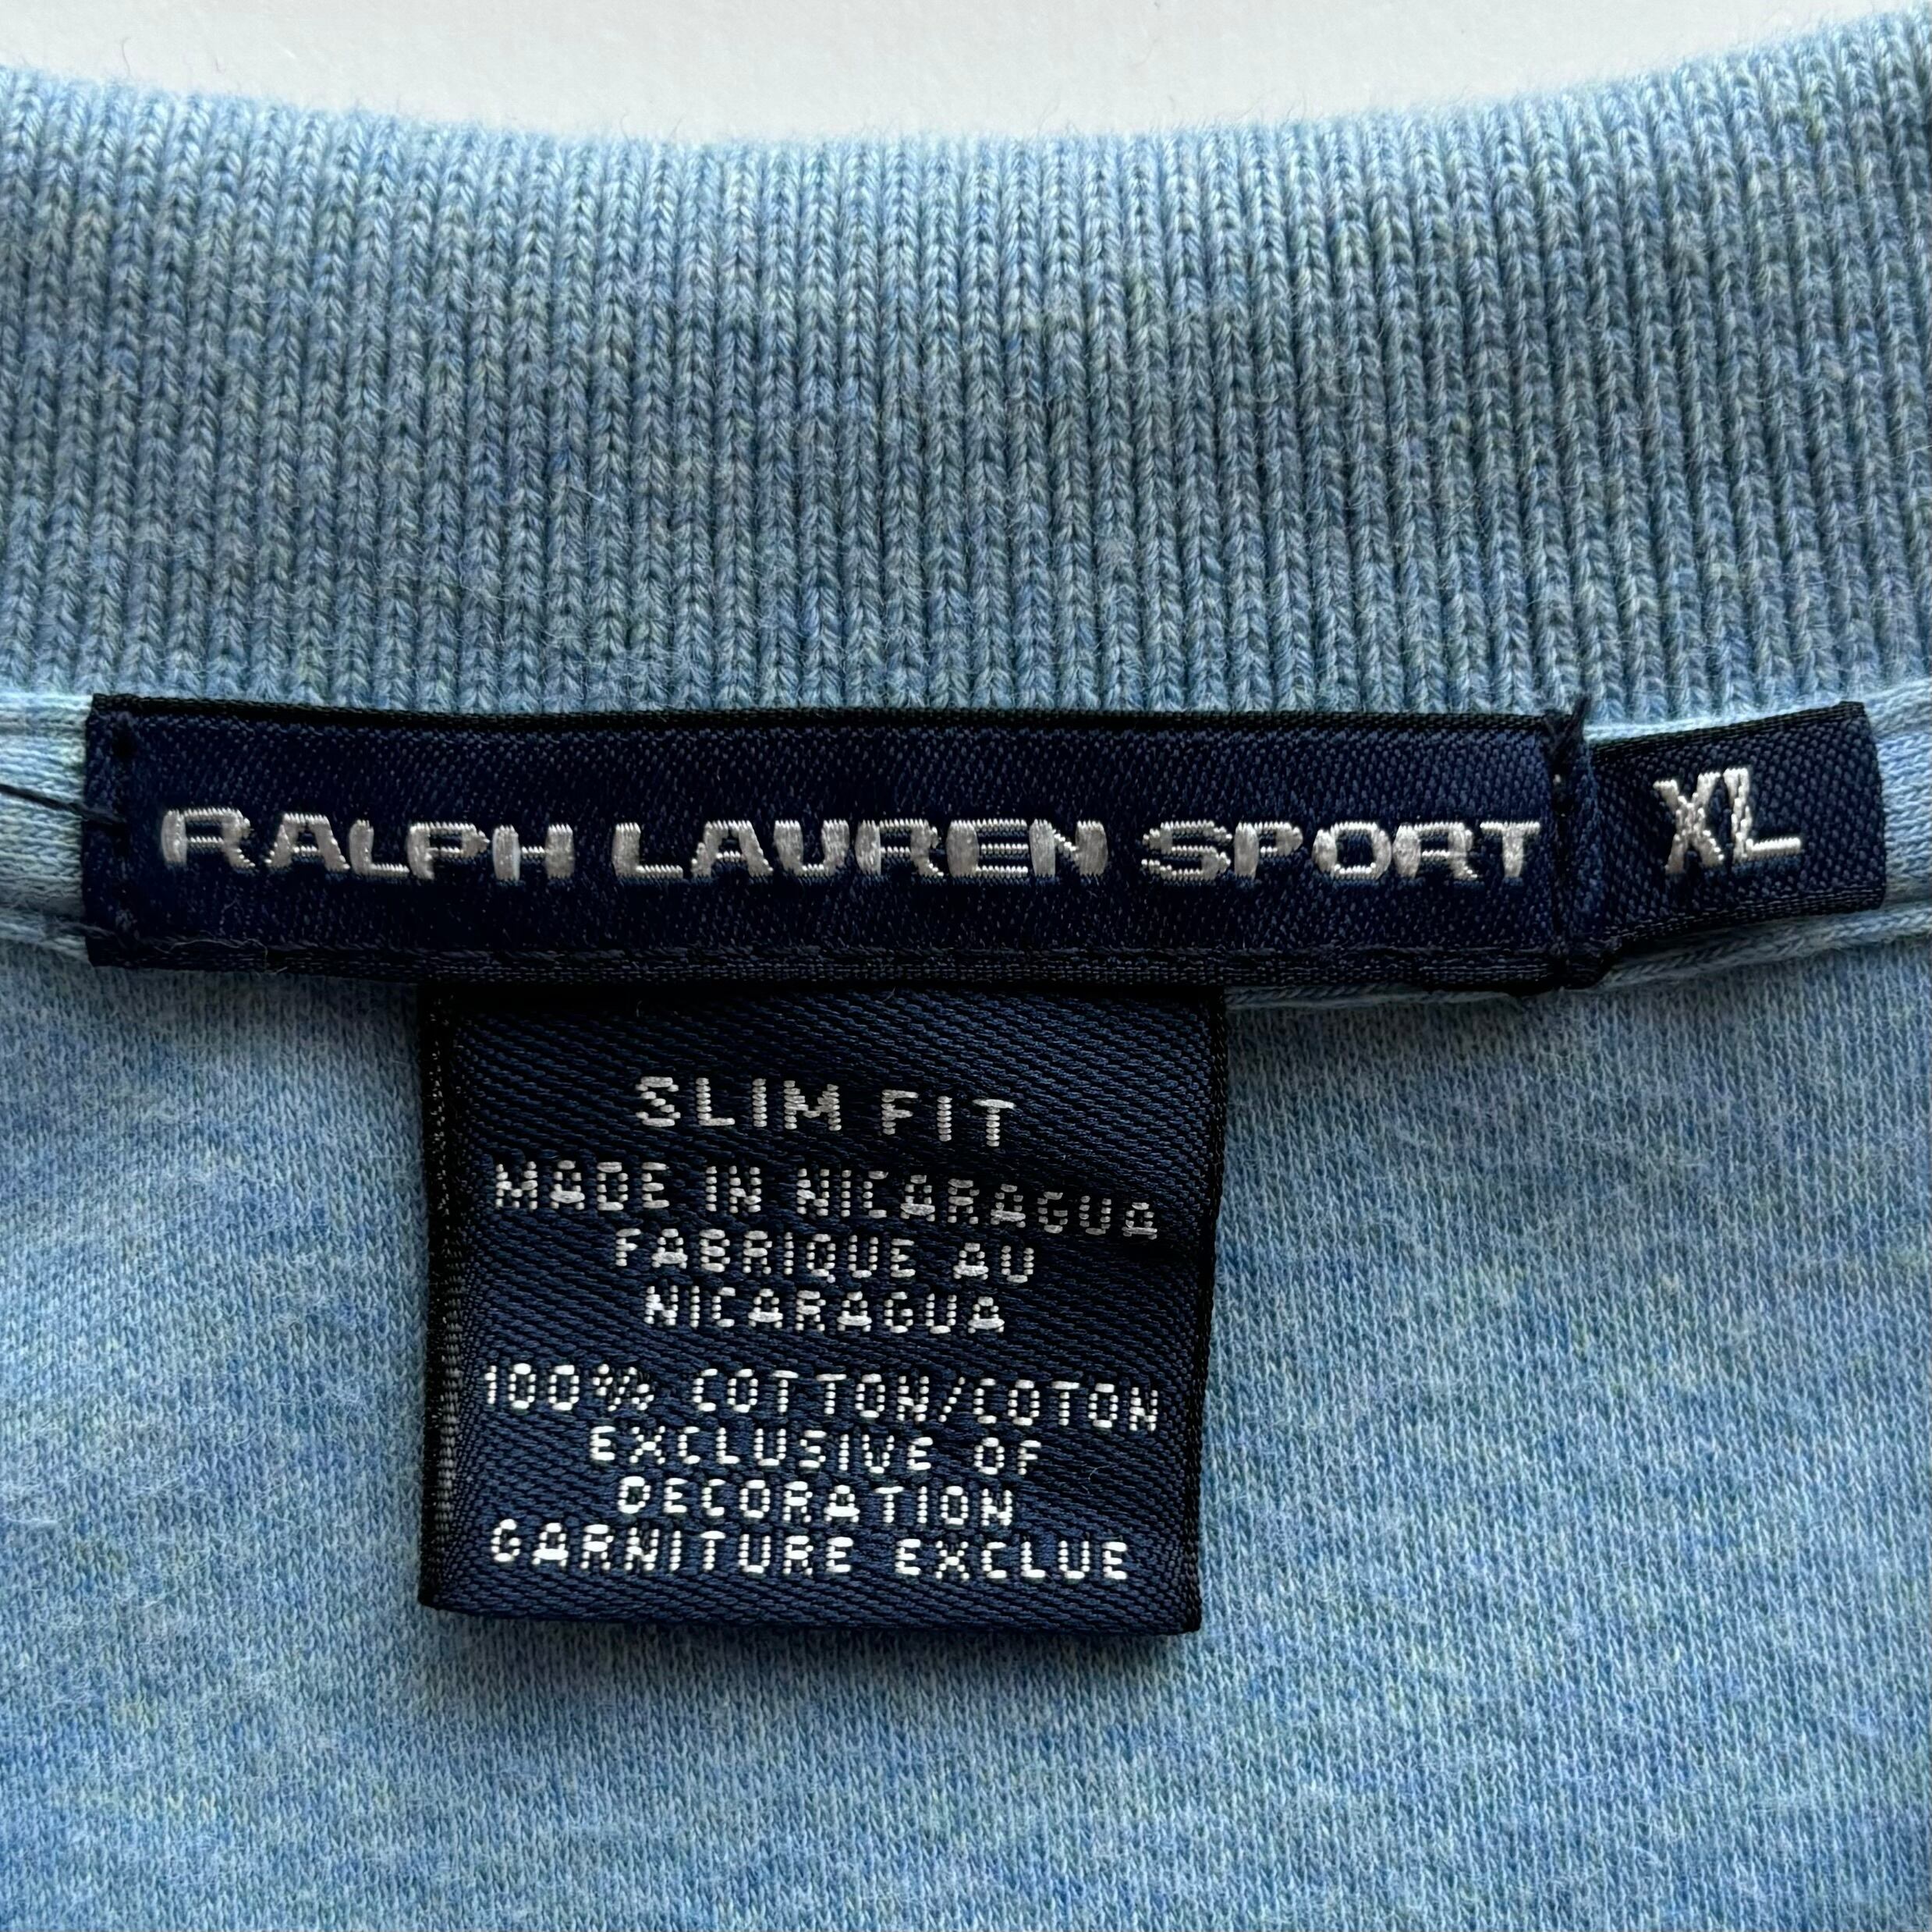 RALPH LAUREN SPORT
XL
SLIM FIT
MADE IN NICARAGUA
FABRIQUE AU
NICARAGUA
100% COTTON/COTON
EXCLUSIVE OF
DECORATION
GARNITURE EXCLUE